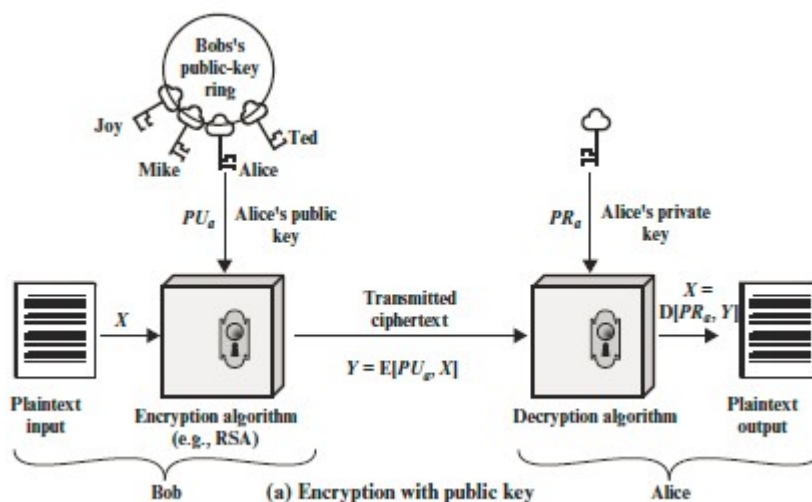 Bobs's
public-key
ring
Joy
Ted
Mike
Alice
PUa
Alice's public
key
PRa
Alice's private
key
X
Transmitted
ciphertext
X =
D[PRa, Y]
Y = E[PUa, X]
Plaintext
input
Encryption algorithm
(e.g., RSA)
Decryption algorithm
Plaintext
output
Bob
(a) Encryption with public key
Alice